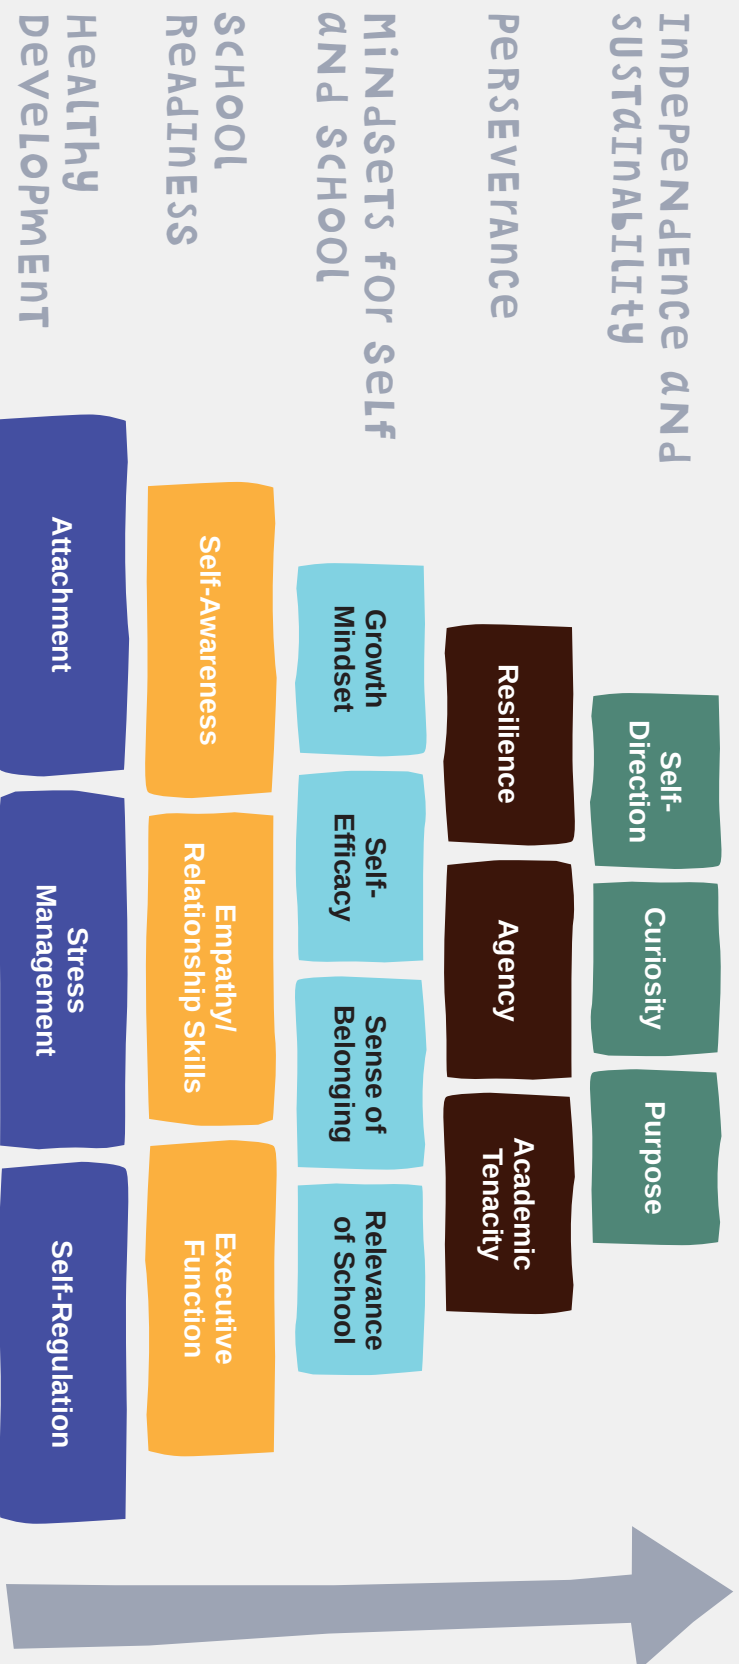 Independence and
Sustainability
Self-
Direction
Curiosity
Purpose
Perseverance
Resilience
Agency
Academic
Tenacity
Mindsets for Self
and School
Growth
Mindset
Self-
Efficacy
Sense of
Belonging
Relevance
of School
School
Readiness
Self-Awareness
Empathy/
Relationship Skills
Executive
Function
Healthy
Development
Attachment
Stress
Management
Self-Regulation